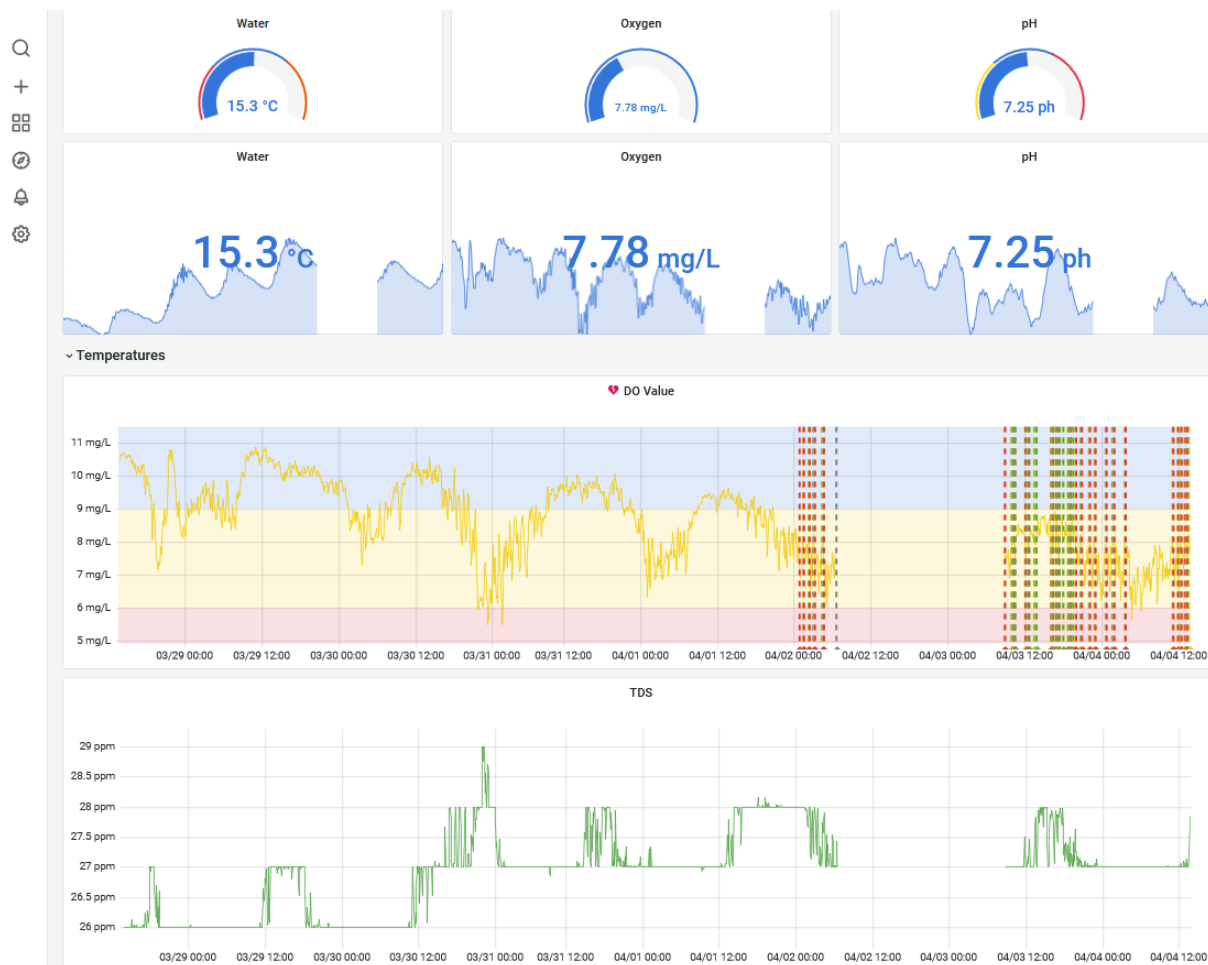 Water Oxygen pH
15.3 °C 7.78 mg/L 7.25 ph
Water Oxygen pH
15.3 °C 7.78 mg/L 7.25 ph
Temperatures
DO Value
11 mg/L
10 mg/L
9 mg/L
8 mg/L
7 mg/L
6 mg/L
5 mg/L
03/29 00:00 03/29 12:00 03/30 00:00 03/30 12:00 03/31 00:00 03/31 12:00 04/01 00:00 04/01 12:00 04/02 00:00 04/02 12:00 04/03 00:00 04/03 12:00 04/04 00:00 04/04 12:00
TDS
29 ppm
28.5 ppm
28 ppm
27.5 ppm
27 ppm
26.5 ppm
26 ppm
03/29 00:00 03/29 12:00 03/30 00:00 03/30 12:00 03/31 00:00 03/31 12:00 04/01 00:00 04/01 12:00 04/02 00:00 04/02 12:00 04/03 00:00 04/03 12:00 04/04 00:00 04/04 12:00